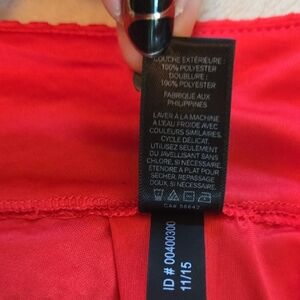 COUCHE EXTÉRIEURE :
100% POLYESTER
DOUBLURE :
100% POLYESTER
FABRIQUÉ AUX
PHILIPPINES
LAVER À LA MACHINE
À L'EAU FROIDE AVEC
COULEURS SIMILAIRES,
CYCLE DÉLICAT.
UTILISEZ SEULEMENT
DU JAVELLISANT SANS
CHLORE, SI NÉCESSAIRE.
ÉTENDRE À PLAT POUR
SÉCHER, REPASSAGE
DOUX, SI NÉCESSAIRE
CA# 58642
ID # 00400300
11/15